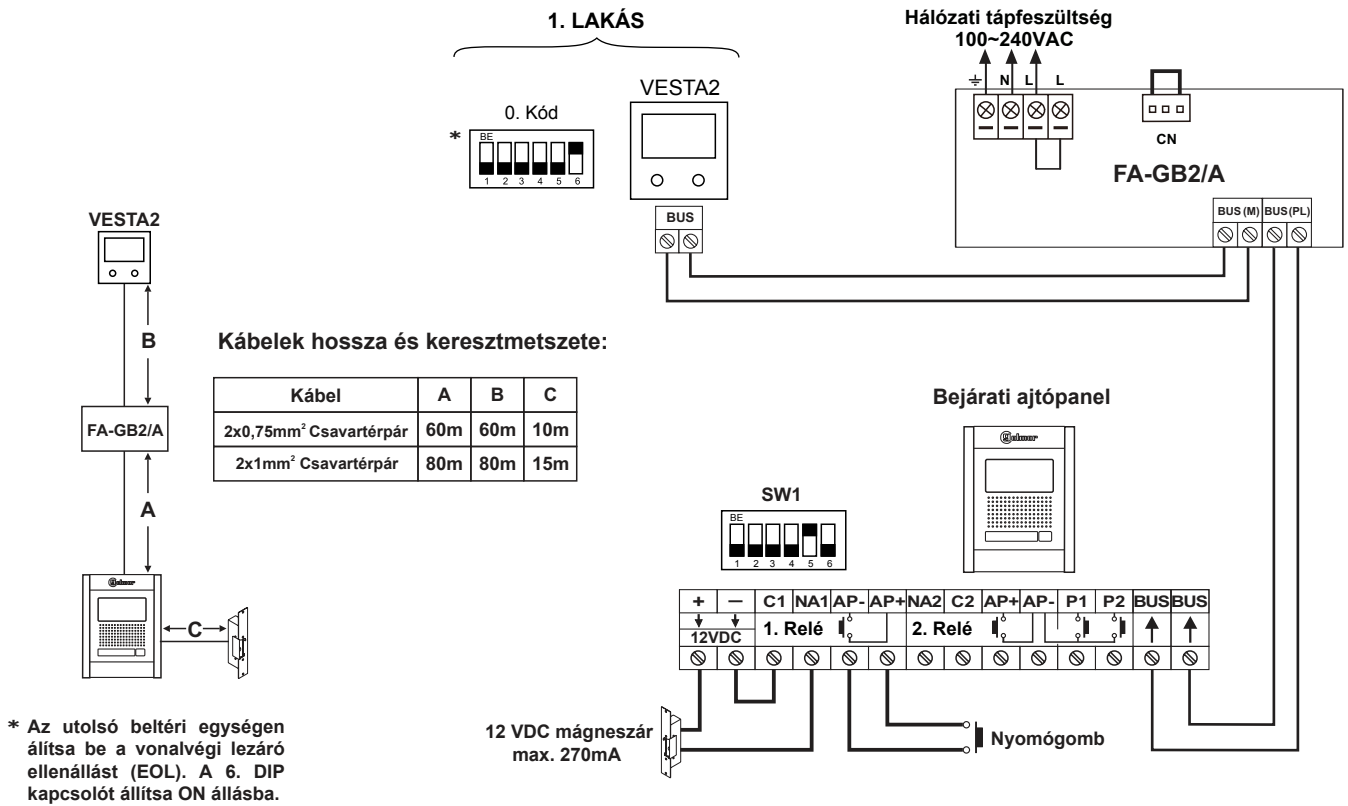 1. LAKÁS
Hálózati tápfeszültség
100~240VAC
N L L
CN
FA-GB2/A
BUS (M) BUS (PL)
VESTA2
0. Kód
*
BE
1 2 3 4 5 6
BUS
VESTA2
B
FA-GB2/A
A
Golmar
C
Kábelek hossza és keresztmetszete:
Kábel A B C
2x0,75mm² Csavartérpár 60m 60m 10m
2x1mm² Csavartérpár 80m 80m 15m
Bejárati ajtópanel
Golmar
SW1
BE
1 2 3 4 5 6
+ — C1 NA1 AP- AP+ NA2 C2 AP+ AP- P1 P2 BUS BUS
12VDC 1. Relé 2. Relé
12 VDC mágneszár
max. 270mA
Nyomógomb
* Az utolsó beltéri egységen
álítsa be a vonalvégi lezáró
ellenállást (EOL). A 6. DIP
kapcsolót állítsa ON állásba.